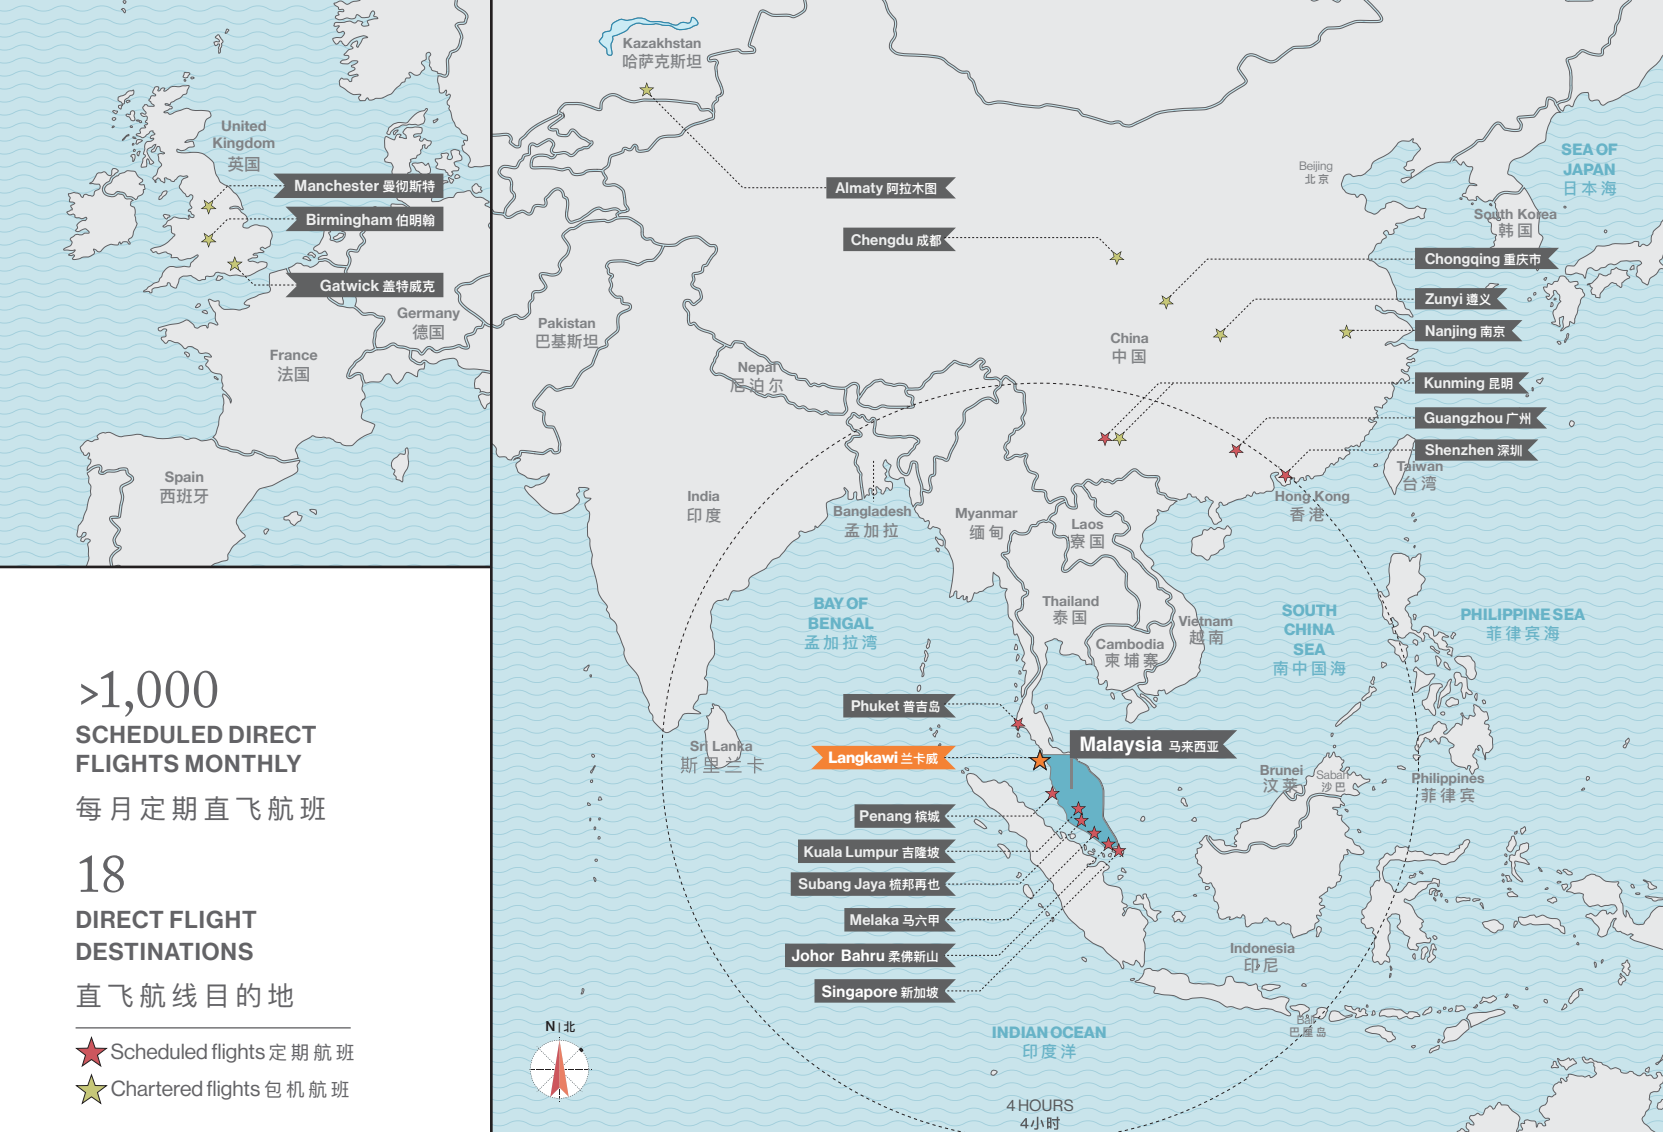 United
Kingdom
英国
Manchester 曼彻斯特
Birmingham 伯明翰
Gatwick 盖特威克
Germany
德国
France
法国
Spain
西班牙
>1,000
SCHEDULED DIRECT
FLIGHTS MONTHLY
每月定期直飞航班
18
DIRECT FLIGHT
DESTINATIONS
直飞航线目的地
Scheduled flights 定期航班
Chartered flights 包机航班
Kazakhstan
哈萨克斯坦
Almaty 阿拉木图
Chengdu 成都
Beijing
北京
SEA OF
JAPAN
日本海
South Korea
韩国
Chongqing 重庆市
Zunyi 遵义
Nanjing 南京
China
中国
Pakistan
巴基斯坦
Nepal
尼泊尔
Kunming 昆明
Guangzhou 广州
Shenzhen 深圳
Taiwan
台湾
Hong Kong
香港
India
印度
Bangladesh
孟加拉
Myanmar
缅甸
Laos
寮国
Thailand
泰国
Vietnam
越南
Cambodia
柬埔寨
BAY OF
BENGAL
孟加拉湾
SOUTH
CHINA
SEA
南中国海
PHILIPPINE SEA
菲律宾海
Phuket 普吉岛
Langkawi 兰卡威
Malaysia 马来西亚
Sri Lanka
斯里兰卡
Brunei
汶莱
Sabah
沙巴
Philippines
菲律宾
Penang 槟城
Kuala Lumpur 吉隆坡
Subang Jaya 梳邦再也
Melaka 马六甲
Johor Bahru 柔佛新山
Singapore 新加坡
Indonesia
印尼
Bali
巴厘岛
INDIAN OCEAN
印度洋
N | 北
4 HOURS
4小时